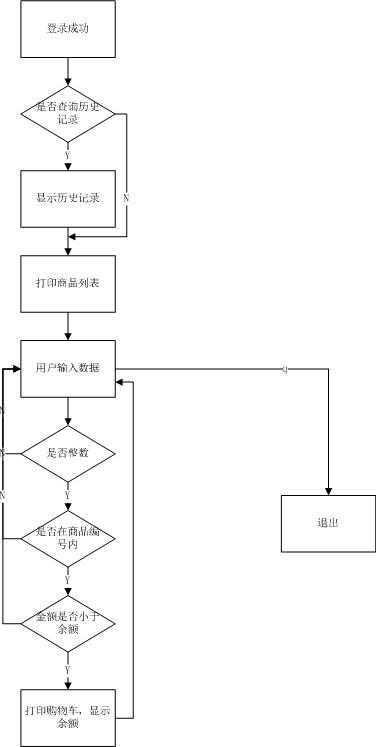 登录成功
是否查询历史
记录
Y
N
显示历史记录
打印商品列表
用户输入数据
q
N
是否整数
N
Y
N
是否在商品编
号内
退出
Y
金额是否小于
余额
Y
打印购物车，显示
余额